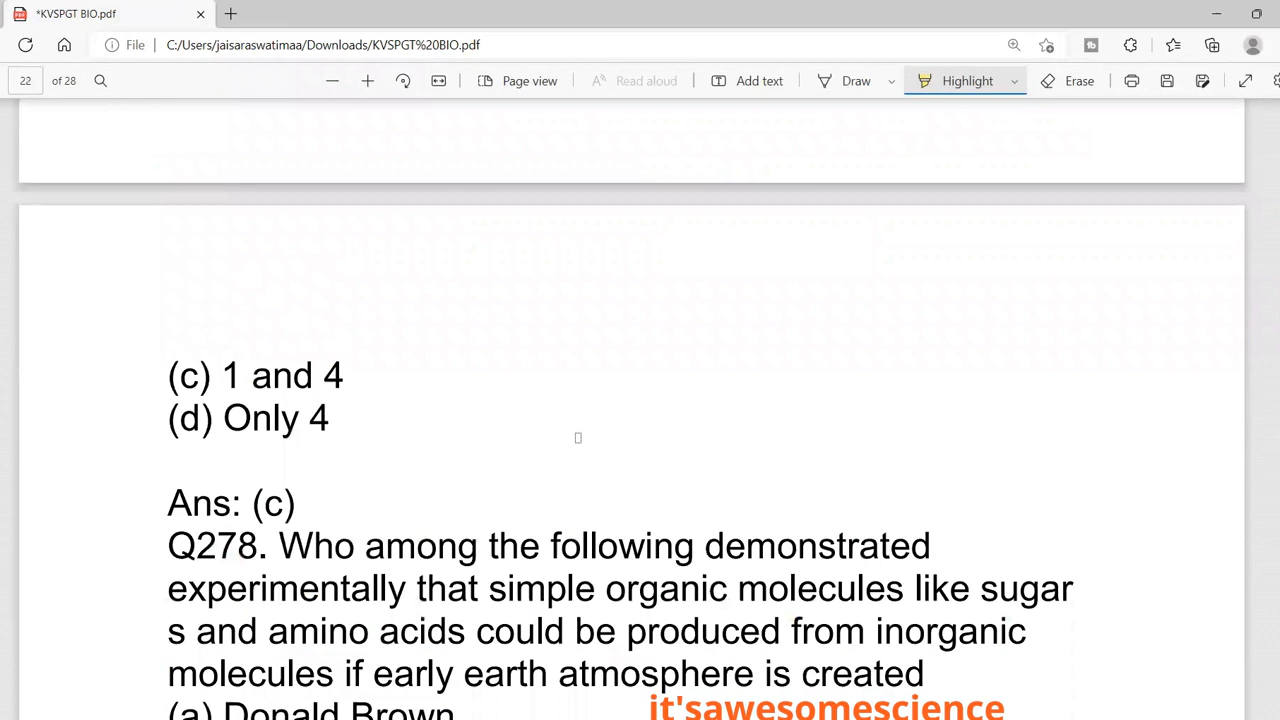 *KVSPGT BIO.pdf
File C:/Users/jaisaraswatimaa/Downloads/KVSPGT%20BIO.pdf
22 of 28 Page view Read aloud Add text Draw Highlight Erase
(c) 1 and 4
(d) Only 4
Ans: (c)
Q278. Who among the following demonstrated
experimentally that simple organic molecules like sugar
s and amino acids could be produced from inorganic
molecules if early earth atmosphere is created
(a) Donald Brown
it'sawesomescience